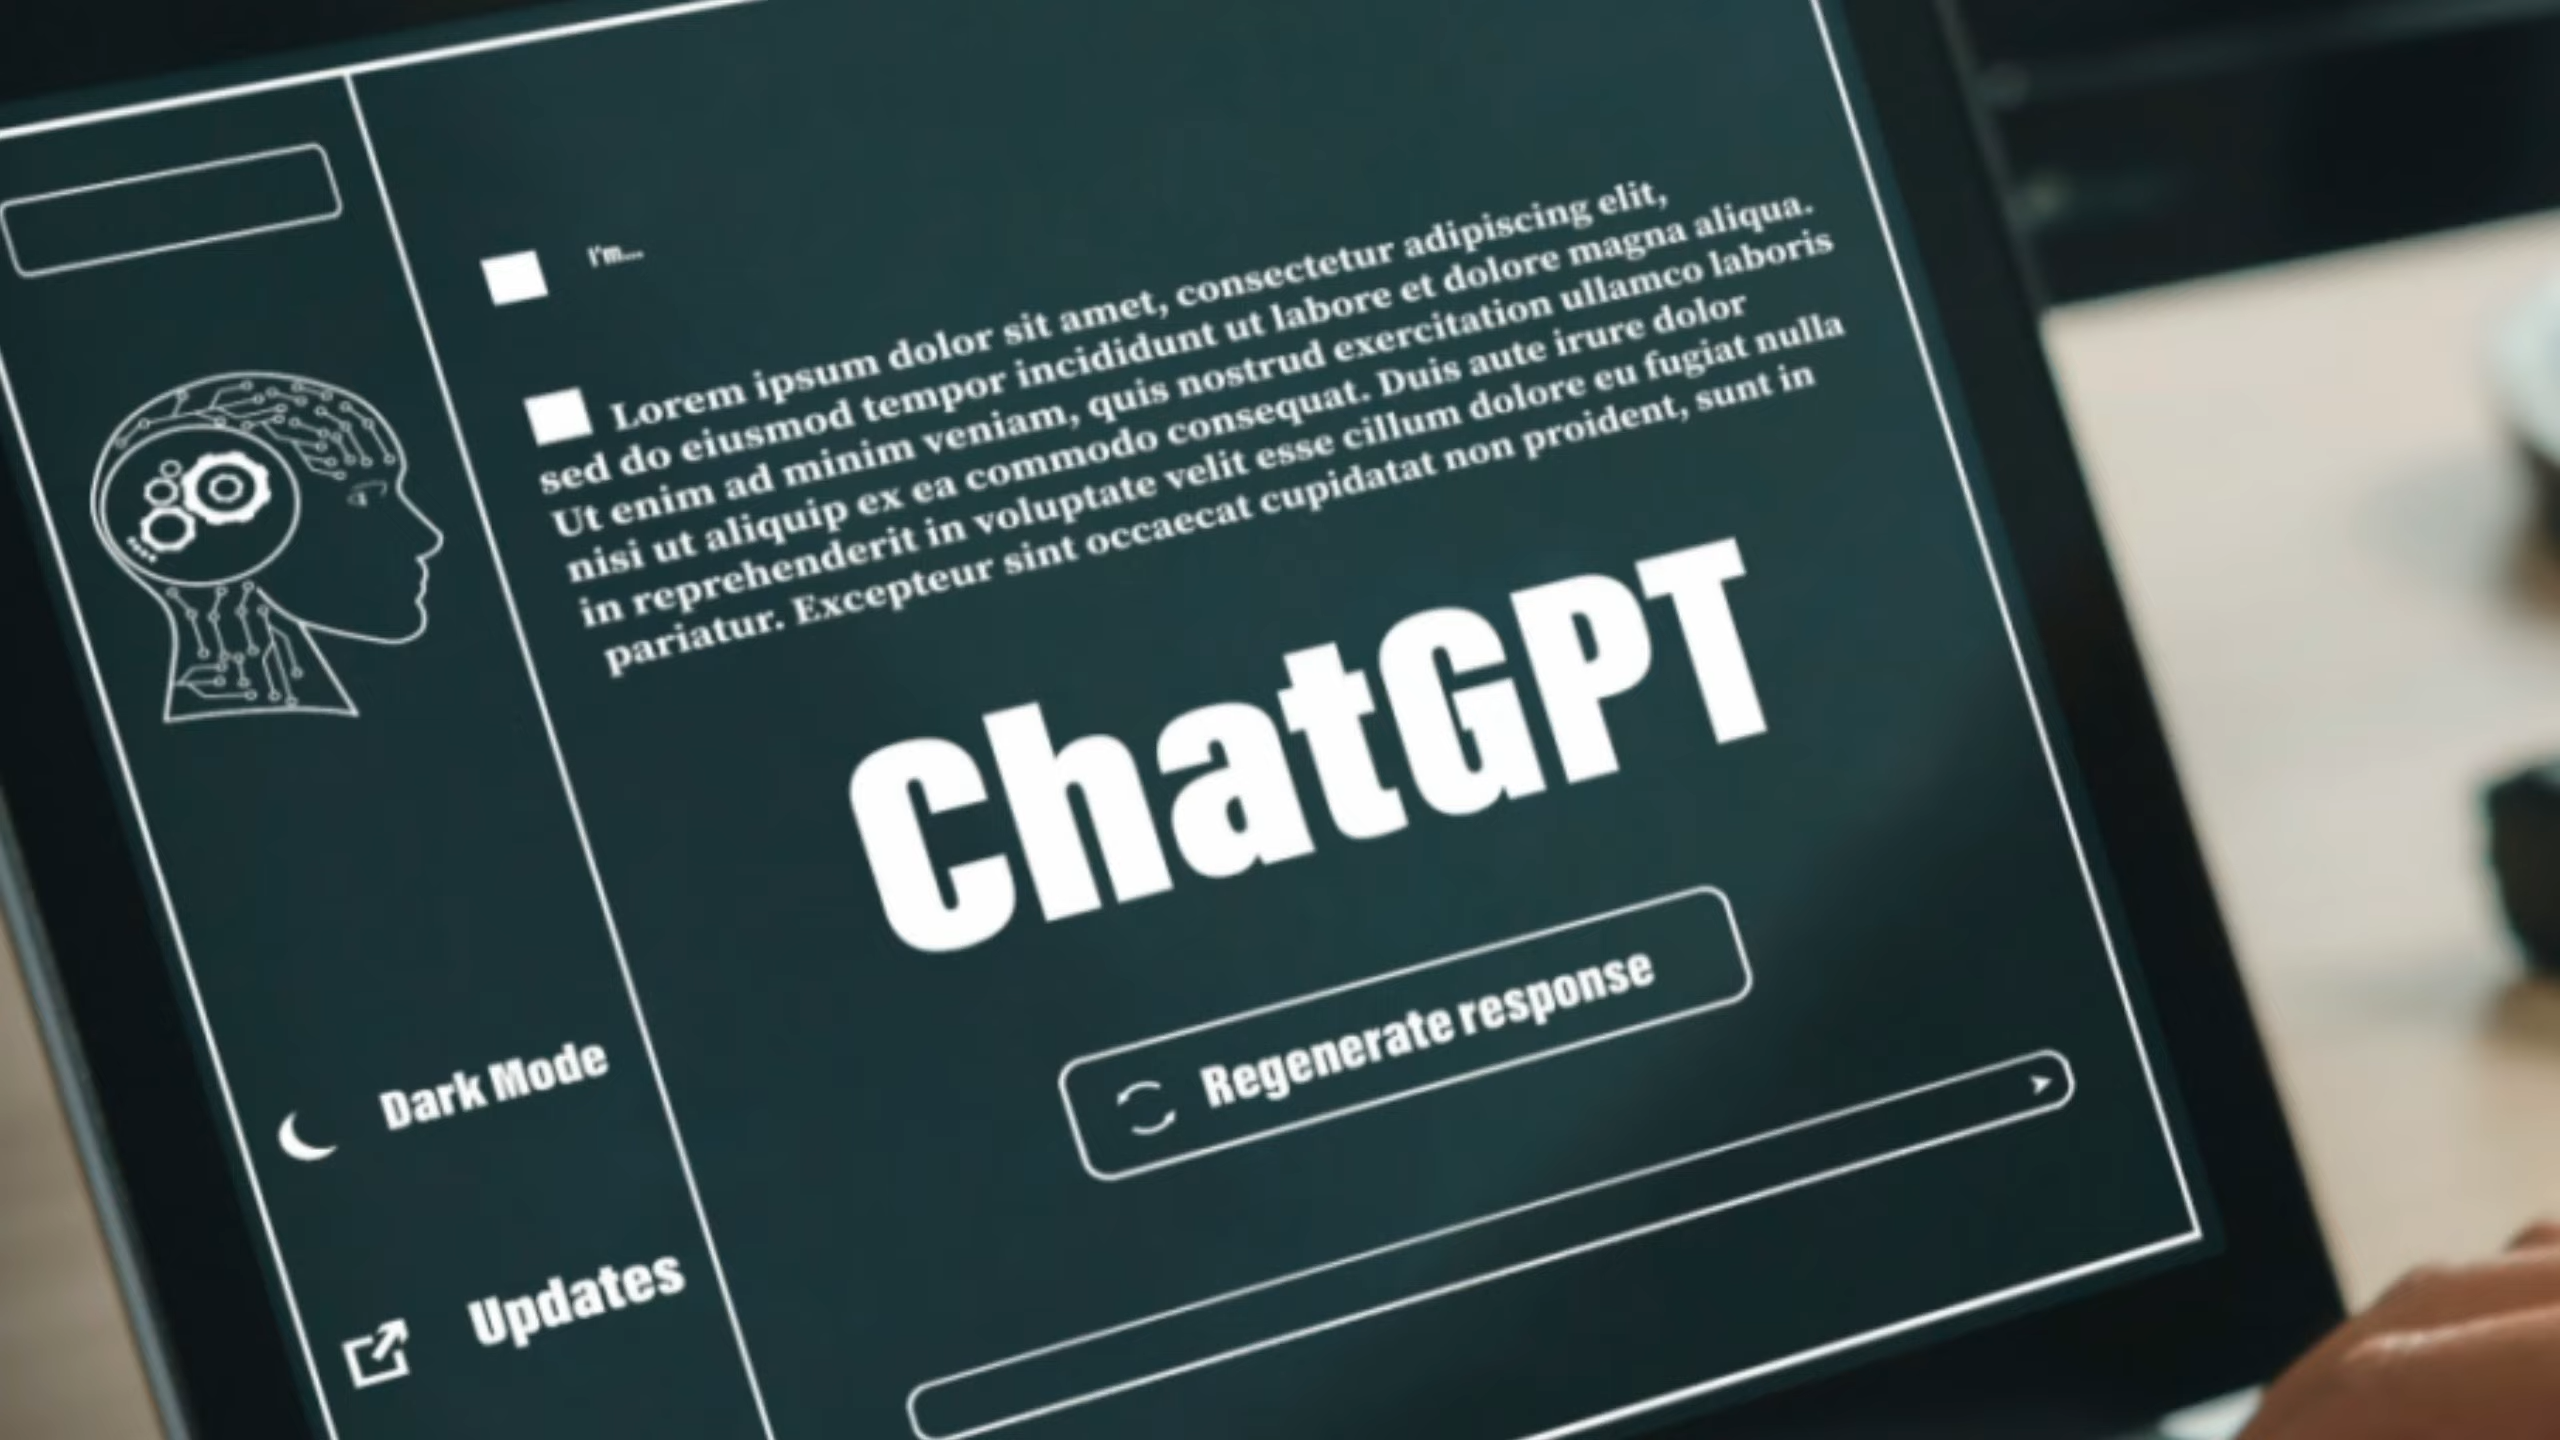 I'm...
Lorem ipsum dolor sit amet, consectetur adipiscing elit,
sed do eiusmod tempor incididunt ut labore et dolore magna aliqua.
Ut enim ad minim veniam, quis nostrud exercitation ullamco laboris
nisi ut aliquip ex ea commodo consequat. Duis aute irure dolor
in reprehenderit in voluptate velit esse cillum dolore eu fugiat nulla
pariatur. Excepteur sint occaecat cupidatat non proident, sunt in
ChatGPT
Regenerate response
Dark Mode
Updates